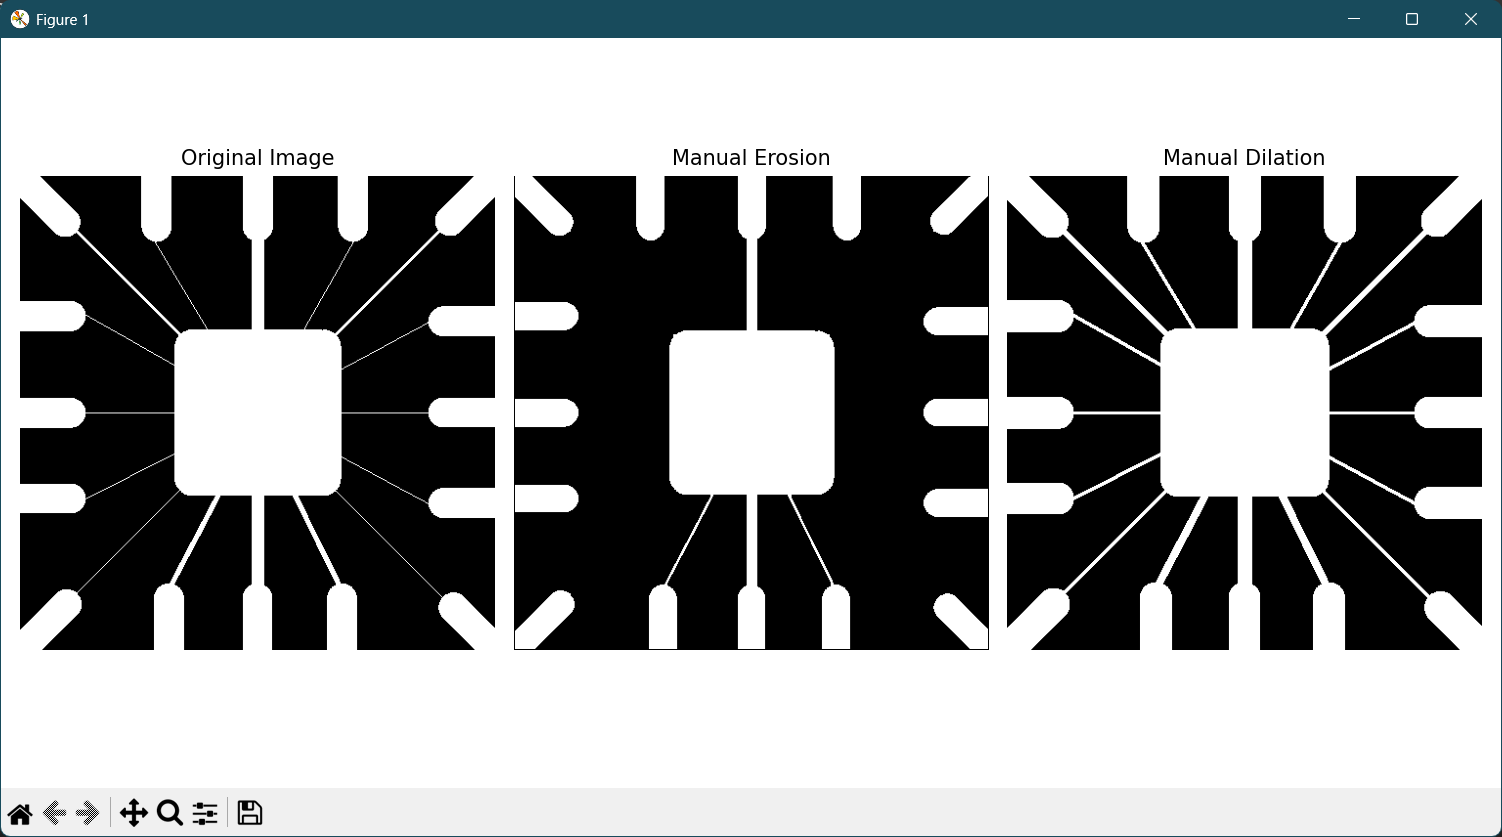 Figure 1
Original Image
Manual Erosion
Manual Dilation